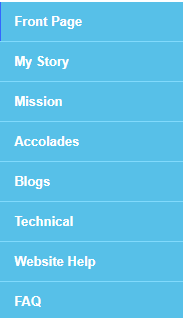 Front Page
My Story
Mission
Accolades
Blogs
Technical
Website Help
FAQ